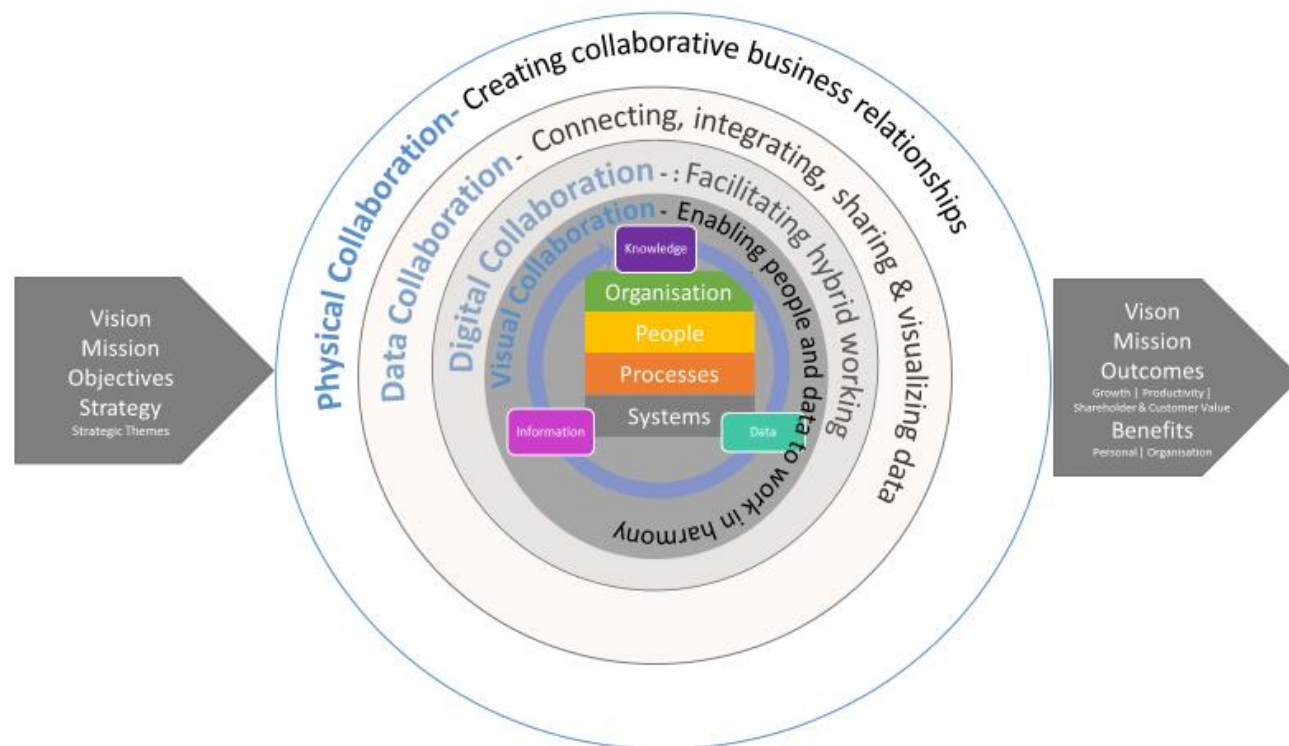 Vision
Mission
Objectives
Strategy
Strategic Themes
Physical Collaboration- Creating collaborative business relationships
Data Collaboration - Connecting, integrating, sharing & visualizing data
Digital Collaboration - : Facilitating hybrid working
Visual Collaboration - Enabling people and data to work in harmony
Knowledge
Organisation
People
Processes
Systems
Information
Data
Vison
Mission
Outcomes
Growth | Productivity |
Shareholder & Customer Value
Benefits
Personal | Organisation